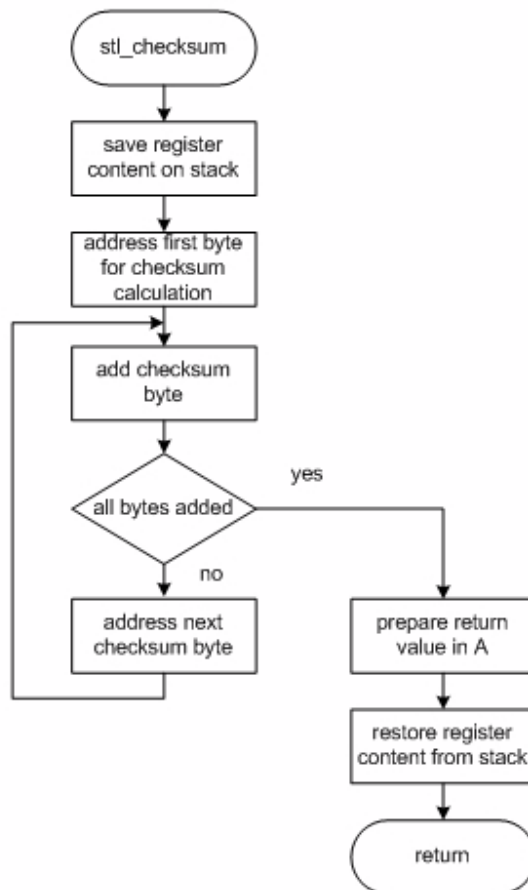 stl_checksum
save register
content on stack
address first byte
for checksum
calculation
add checksum
byte
all bytes added
yes
no
address next
checksum byte
prepare return
value in A
restore register
content from stack
return